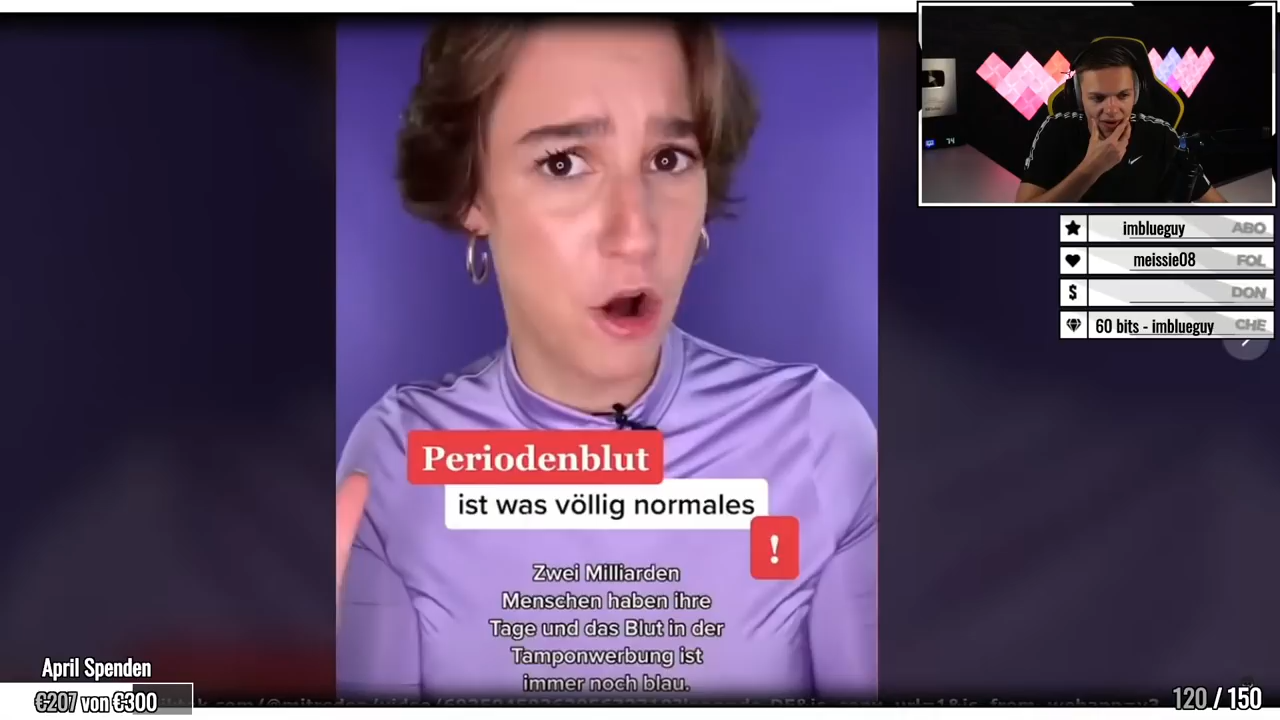 imblueguy ABO
meissie08 FOL
$ DON
60 bits - imblueguy CHE
Periodenblut
ist was völlig normales
!
Zwei Milliarden
Menschen haben ihre
Tage und das Blut in der
Tamponwerbung ist
immer noch blau.
April Spenden
€207 von €300
120 / 150